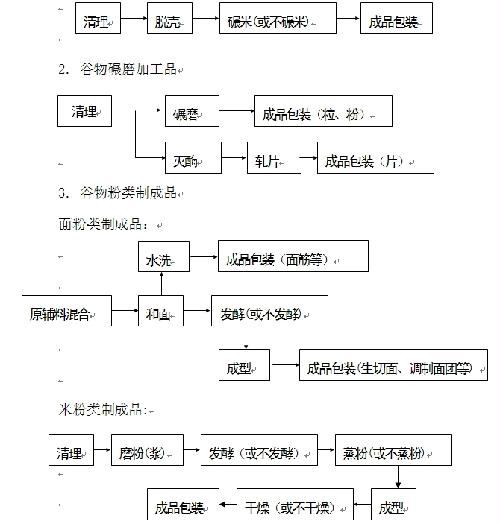 清理 脱壳 碾米(或不碾米) 成品包装
2. 谷物碾磨加工品
清理 碾磨 成品包装（粒、粉）
灭酶 轧片 成品包装（片）
3. 谷物粉类制成品
面粉类制成品：
水洗 成品包装（面筋等）
原辅料混合 和面 发酵(或不发酵)
成型 成品包装(生切面、调制面团等)
米粉类制成品:
清理 磨粉(浆) 发酵（或不发酵） 蒸粉(或不蒸粉)
成品包装 干燥（或不干燥） 成型